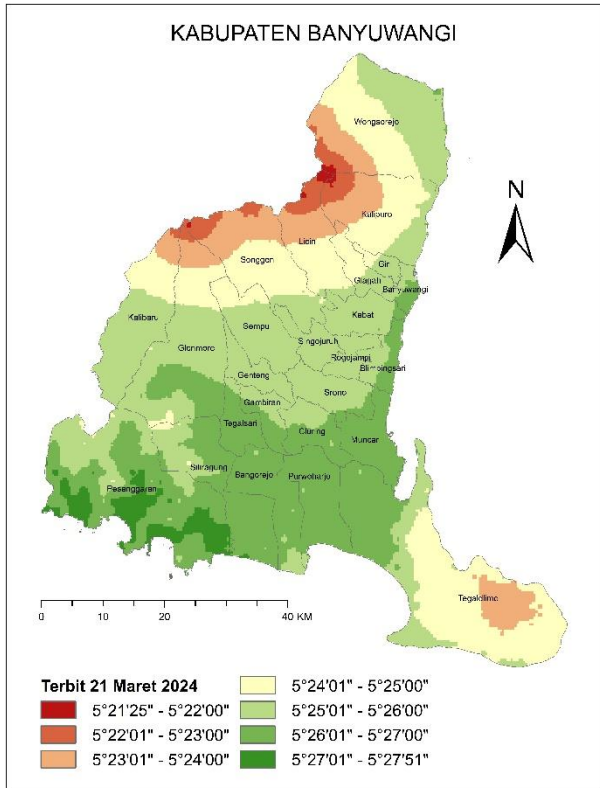 KABUPATEN BANYUWANGI
Wongsorejo
N
Kalipuro
Licin
Songgon
Giri
Glagah
Banyuwangi
Kalibaru
Kabat
Sempu
Glenmore
Singojuruh
Rogojampi
Blimbingsari
Genteng
Srono
Gambiran
Tegalsari
Cluring
Muncar
Siliragung
Bangorejo
Purwoharjo
Pesanggaran
Tegaldlimo
0 10 20 40 KM
Terbit 21 Maret 2024
5°21'25" - 5°22'00"
5°22'01" - 5°23'00"
5°23'01" - 5°24'00"
5°24'01" - 5°25'00"
5°25'01" - 5°26'00"
5°26'01" - 5°27'00"
5°27'01" - 5°27'51"